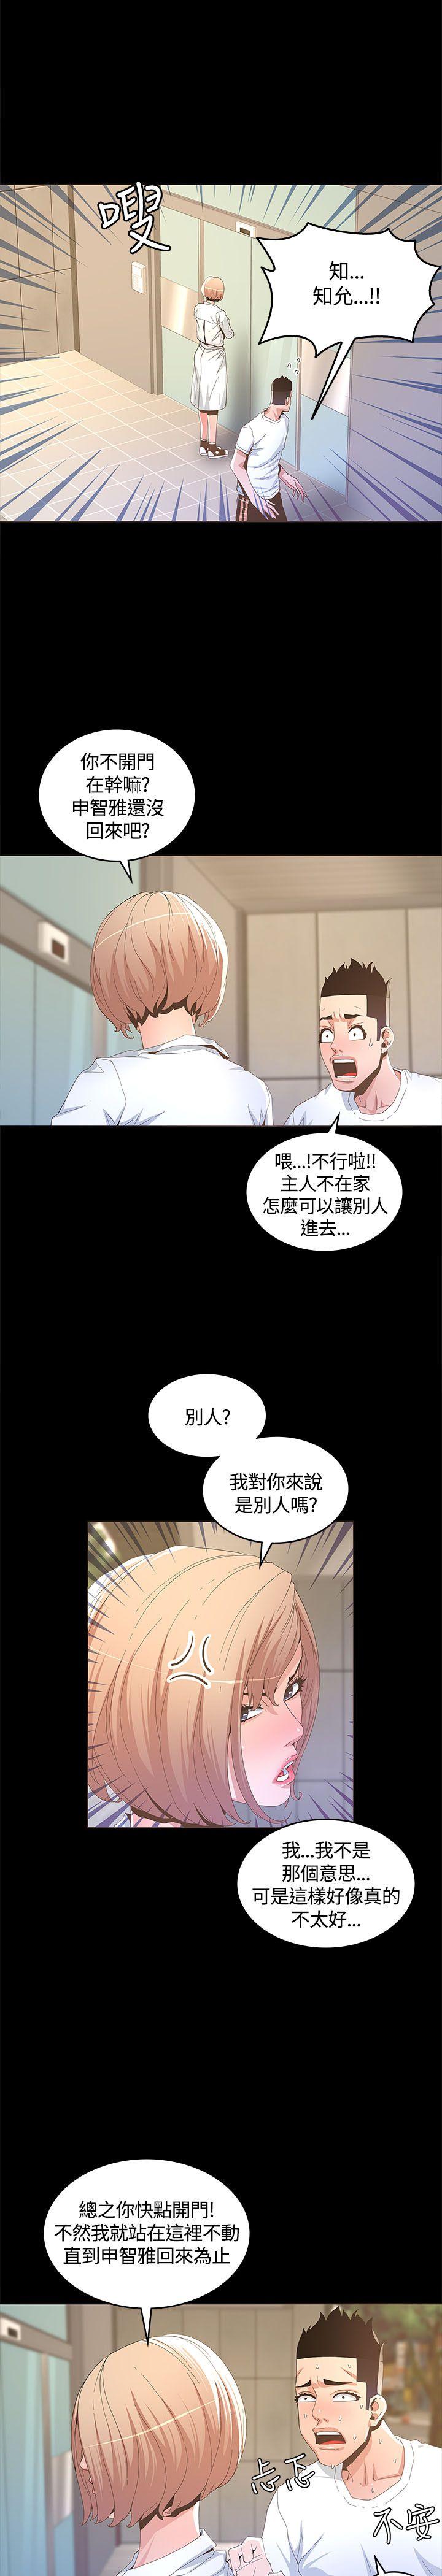 嗖
知...
知允...!!
你不開門
在幹嘛?
申智雅還沒
回來吧?
喂...!不行啦!!
主人不在家
怎麼可以讓別人
進去...
別人?
我對你來說
是別人嗎?
我...我不是
那個意思...
可是這樣好像真的
不太好...
總之你快點開門!
不然我就站在這裡不動
直到申智雅回來為止
忐忑
不安